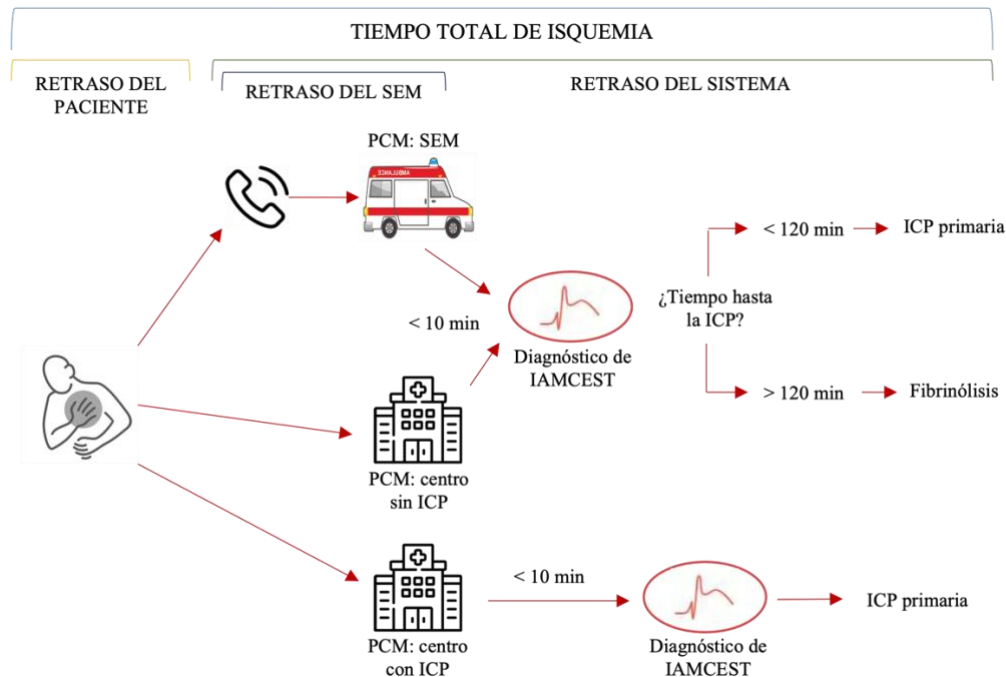 TIEMPO TOTAL DE ISQUEMIA
RETRASO DEL
PACIENTE
RETRASO DEL SEM
RETRASO DEL SISTEMA
PCM: SEM
AMBULANCE
< 120 min
ICP primaria
¿Tiempo hasta
la ICP?
< 10 min
Diagnóstico de
IAMCEST
> 120 min
Fibrinólisis
PCM: centro
sin ICP
< 10 min
ICP primaria
PCM: centro
con ICP
Diagnóstico de
IAMCEST